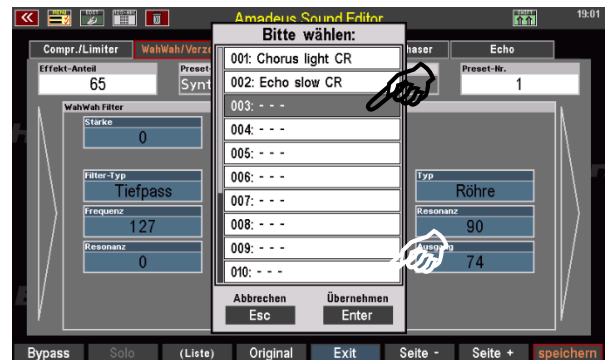 Amadeus Sound Editor
19:01
Bitte wählen:
Compr./Limiter
WahWah/Verze
haser
Echo
Effekt-Anteil
65
Preset-
Synt
Preset-Nr.
1
WahWah Filter
Stärke
0
Filter-Typ
Tiefpass
Frequenz
127
Resonanz
0
001: Chorus light CR
002: Echo slow CR
003: - - -
004: - - -
005: - - -
006: - - -
007: - - -
008: - - -
009: - - -
010: - - -
Typ
Röhre
Resonanz
90
Ausgang
74
Abbrechen
Esc
Übernehmen
Enter
Bypass
Solo
(Liste)
Original
Exit
Seite -
Seite +
speichern